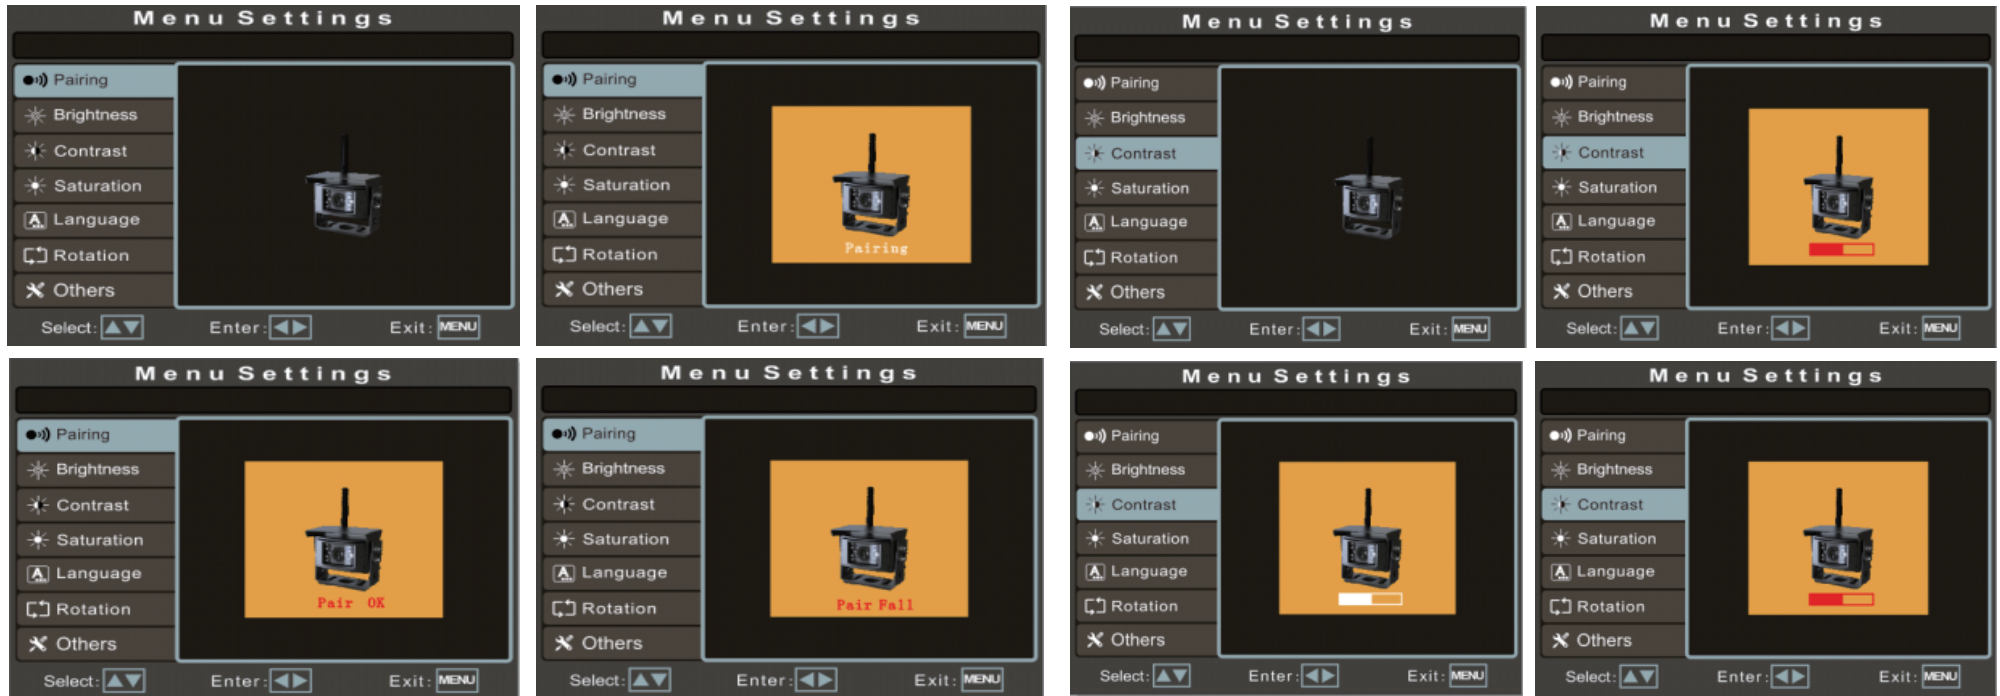 Menu Settings
Pairing
Brightness
Contrast
Saturation
Language
Rotation
Others
Select: Enter: Exit: MENU
Menu Settings
Pairing
Brightness
Contrast
Saturation
Language
Rotation
Others
Pairing
Select: Enter: Exit: MENU
Menu Settings
Pairing
Brightness
Contrast
Saturation
Language
Rotation
Others
Select: Enter: Exit: MENU
Menu Settings
Pairing
Brightness
Contrast
Saturation
Language
Rotation
Others
Select: Enter: Exit: MENU
Menu Settings
Pairing
Brightness
Contrast
Saturation
Language
Rotation
Others
Pair OK
Select: Enter: Exit: MENU
Menu Settings
Pairing
Brightness
Contrast
Saturation
Language
Rotation
Others
Pair Fall
Select: Enter: Exit: MENU
Menu Settings
Pairing
Brightness
Contrast
Saturation
Language
Rotation
Others
Select: Enter: Exit: MENU
Menu Settings
Pairing
Brightness
Contrast
Saturation
Language
Rotation
Others
Select: Enter: Exit: MENU